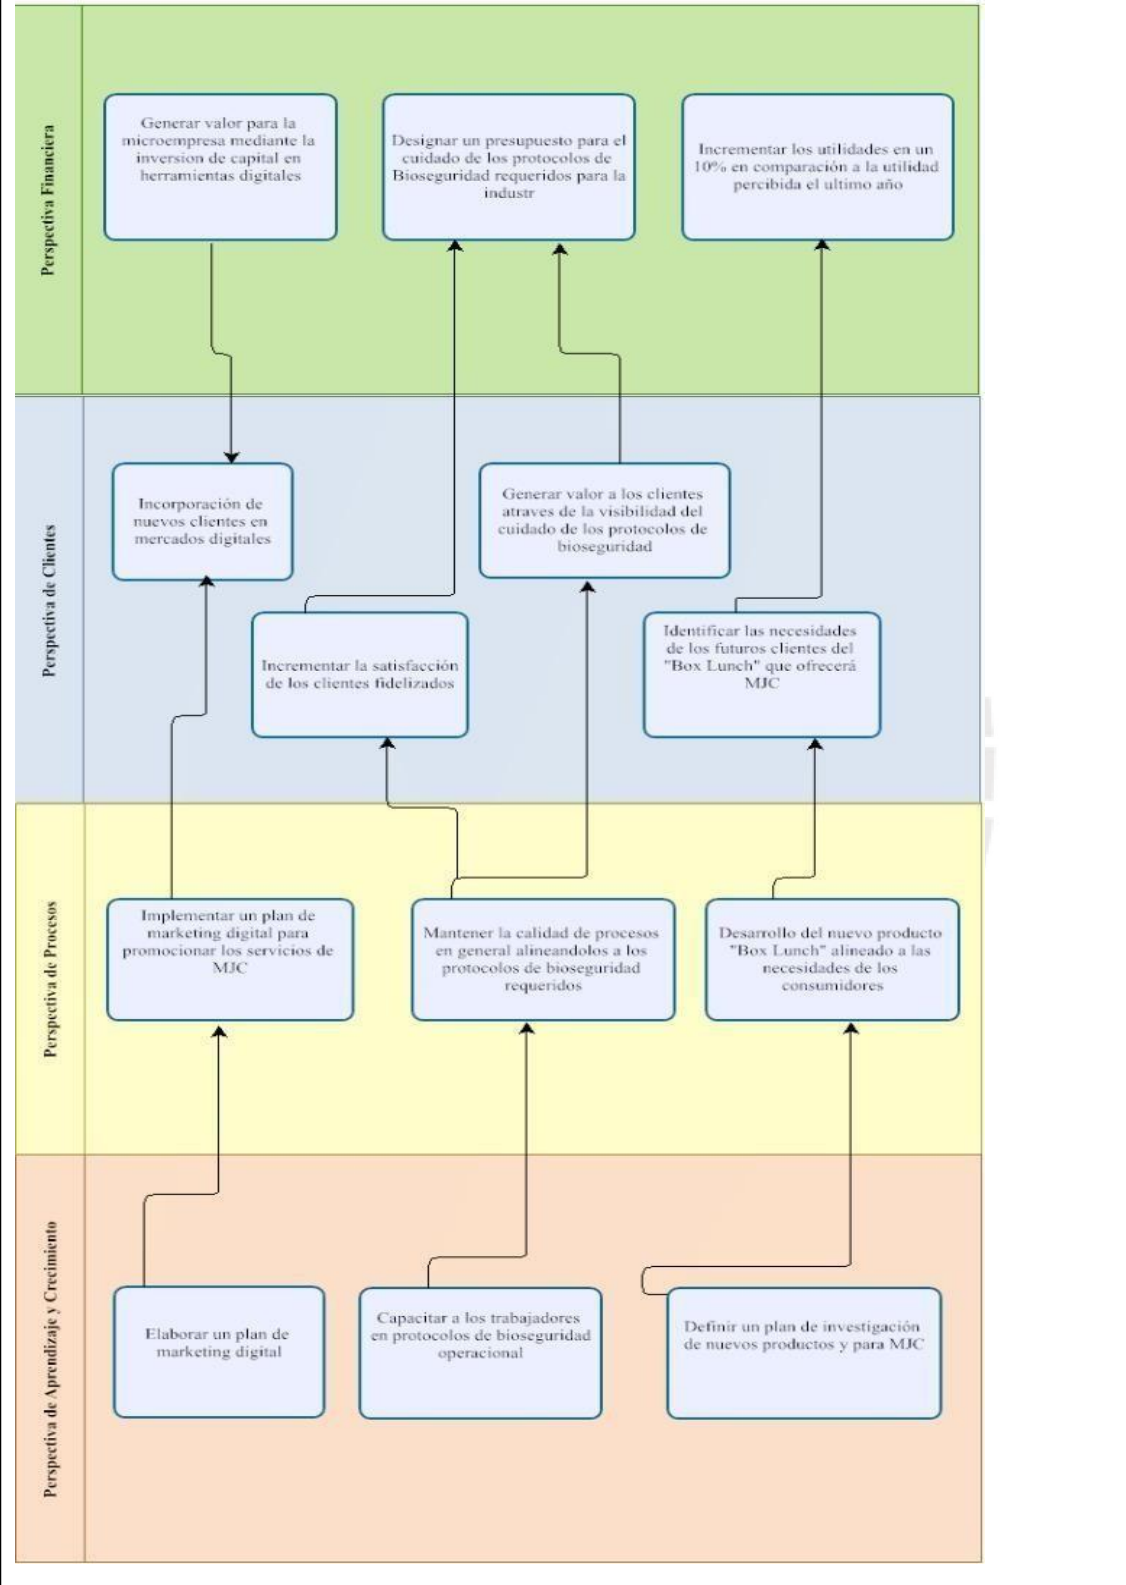 Perspectiva Financiera
Generar valor para la
microempresa mediante la
inversion de capital en
herramientas digitales
Designar un presupuesto para el
cuidado de los protocolos de
Bioseguridad requeridos para la
industr
Incrementar los utilidades en un
10% en comparación a la utilidad
percibida el ultimo año
Perspectiva de Clientes
Incorporación de
nuevos clientes en
mercados digitales
Generar valor a los clientes
atraves de la visibilidad del
cuidado de los protocolos de
bioseguridad
Incrementar la satisfacción
de los clientes fidelizados
Identificar las necesidades
de los futuros clientes del
"Box Lunch" que ofrecerá
MJC
Perspectiva de Procesos
Implementar un plan de
marketing digital para
promocionar los servicios de
MJC
Mantener la calidad de procesos
en general alineandolos a los
protocolos de bioseguridad
requeridos
Desarrollo del nuevo producto
"Box Lunch" alineado a las
necesidades de los
consumidores
Perspectiva de Aprendizaje y Crecimiento
Elaborar un plan de
marketing digital
Capacitar a los trabajadores
en protocolos de bioseguridad
operacional
Definir un plan de investigación
de nuevos productos y para MJC